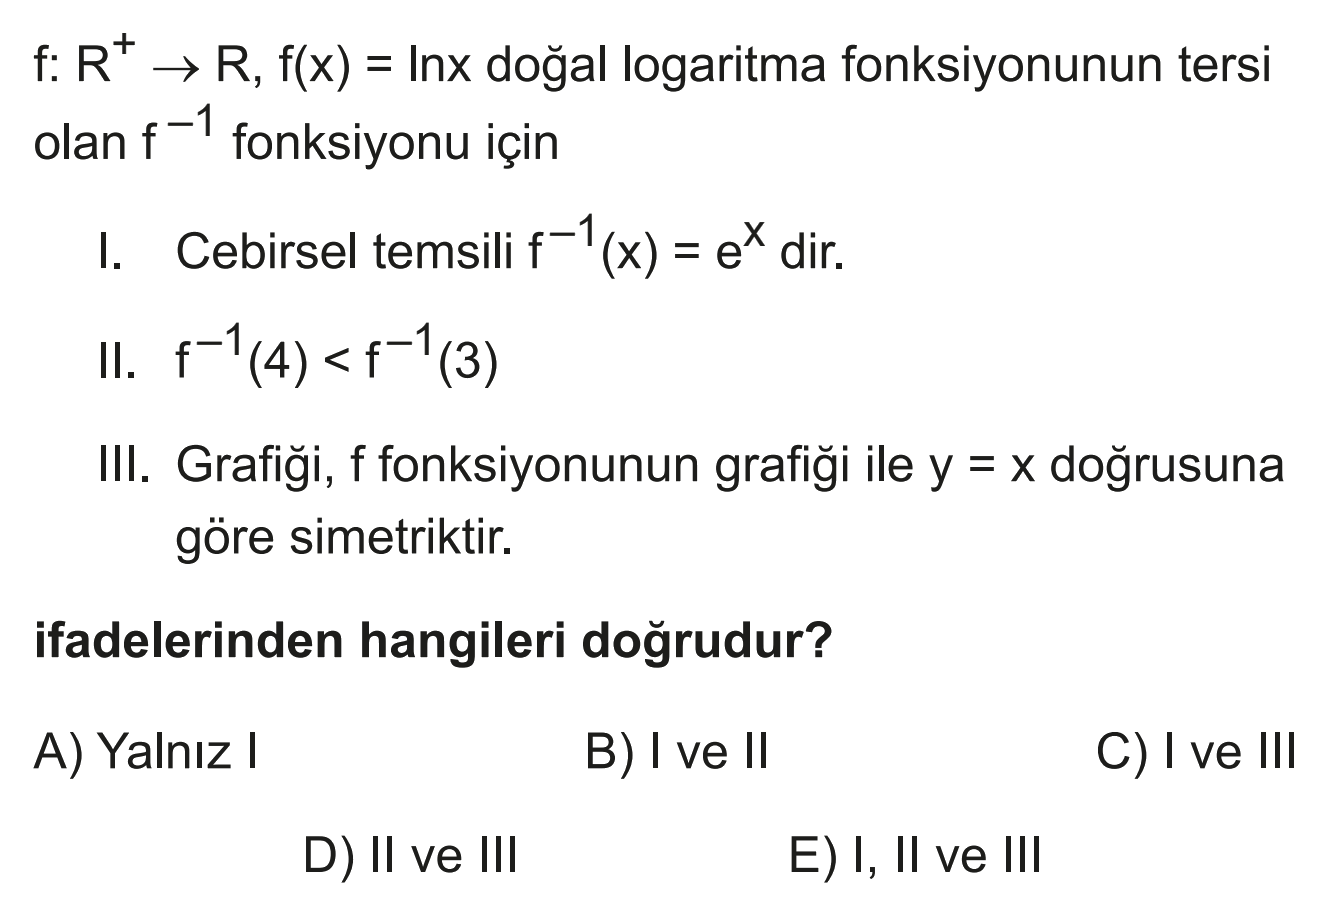 f: R⁺ → R, f(x) = lnx doğal logaritma fonksiyonunun tersi
olan f⁻¹ fonksiyonu için
I. Cebirsel temsili f⁻¹(x) = eˣ dir.
II. f⁻¹(4) < f⁻¹(3)
III. Grafiği, f fonksiyonunun grafiği ile y = x doğrusuna
göre simetriktir.
ifadelerinden hangileri doğrudur?
A) Yalnız I B) I ve II C) I ve III
D) II ve III E) I, II ve III